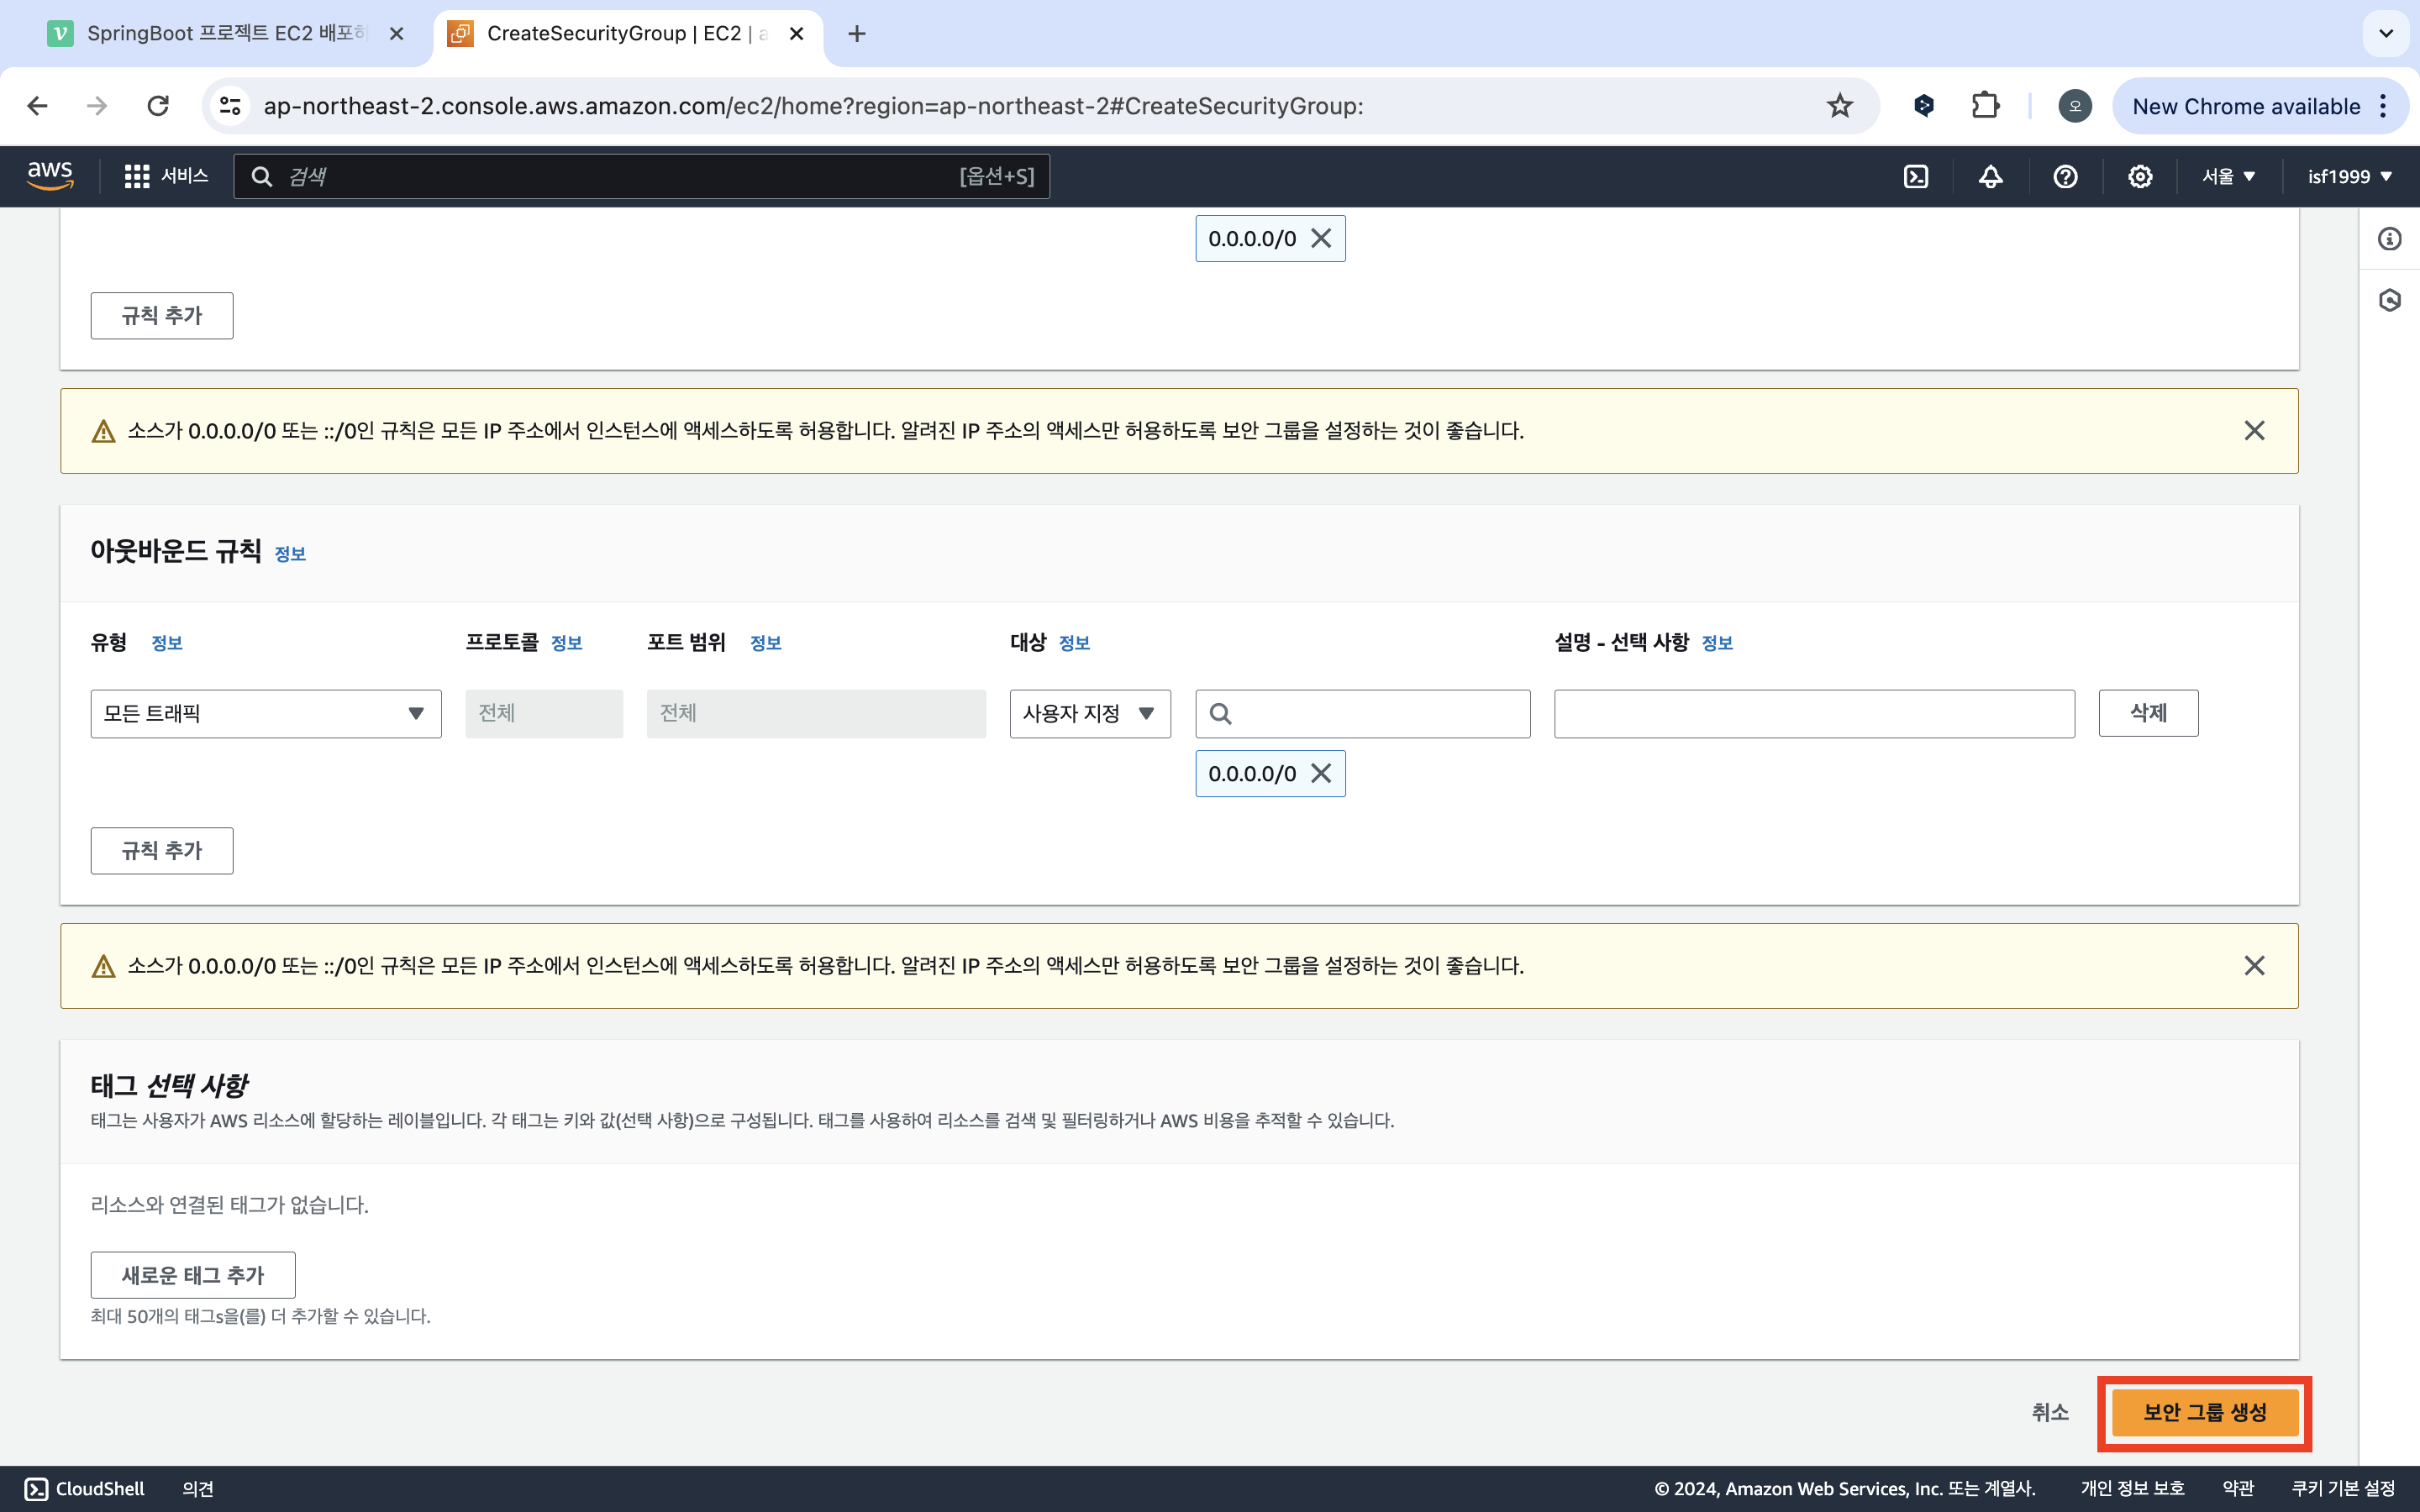 SpringBoot 프로젝트 EC2 배포하
CreateSecurityGroup | EC2 | a
ap-northeast-2.console.aws.amazon.com/ec2/home?region=ap-northeast-2#CreateSecurityGroup:
오
New Chrome available
aws
서비스
검색
[옵션+S]
서울
isf1999
0.0.0.0/0
규칙 추가
소스가 0.0.0.0/0 또는 ::/0인 규칙은 모든 IP 주소에서 인스턴스에 액세스하도록 허용합니다. 알려진 IP 주소의 액세스만 허용하도록 보안 그룹을 설정하는 것이 좋습니다.
아웃바운드 규칙 정보
유형 정보 프로토콜 정보 포트 범위 정보 대상 정보 설명 - 선택 사항 정보
모든 트래픽 전체 전체 사용자 지정 삭제
0.0.0.0/0
규칙 추가
소스가 0.0.0.0/0 또는 ::/0인 규칙은 모든 IP 주소에서 인스턴스에 액세스하도록 허용합니다. 알려진 IP 주소의 액세스만 허용하도록 보안 그룹을 설정하는 것이 좋습니다.
태그 선택 사항
태그는 사용자가 AWS 리소스에 할당하는 레이블입니다. 각 태그는 키와 값(선택 사항)으로 구성됩니다. 태그를 사용하여 리소스를 검색 및 필터링하거나 AWS 비용을 추적할 수 있습니다.
리소스와 연결된 태그가 없습니다.
새로운 태그 추가
최대 50개의 태그s을(를) 더 추가할 수 있습니다.
취소 보안 그룹 생성
CloudShell 의견 © 2024, Amazon Web Services, Inc. 또는 계열사. 개인 정보 보호 약관 쿠키 기본 설정